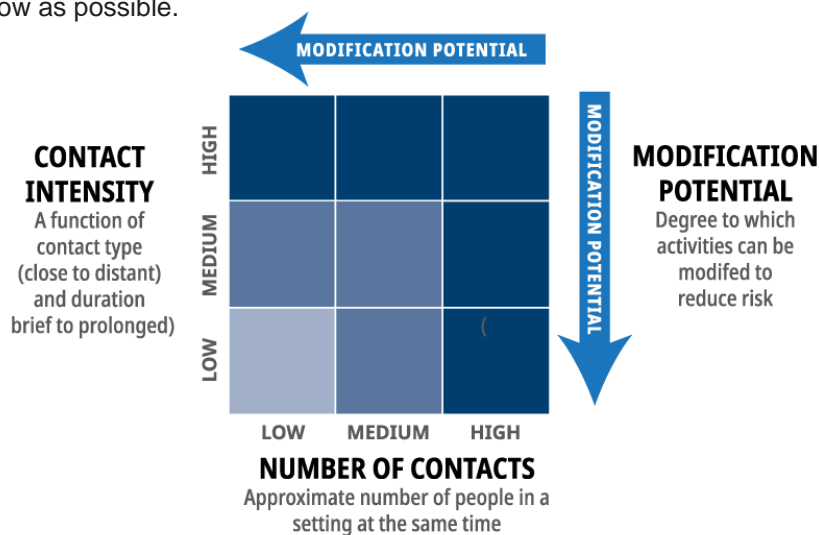 ow as possible.
MODIFICATION POTENTIAL
CONTACT
INTENSITY
A function of
contact type
(close to distant)
and duration
brief to prolonged)
HIGH
MEDIUM
LOW
(
MODIFICATION POTENTIAL
MODIFICATION
POTENTIAL
Degree to which
activities can be
modifed to
reduce risk
LOW MEDIUM HIGH
NUMBER OF CONTACTS
Approximate number of people in a
setting at the same time